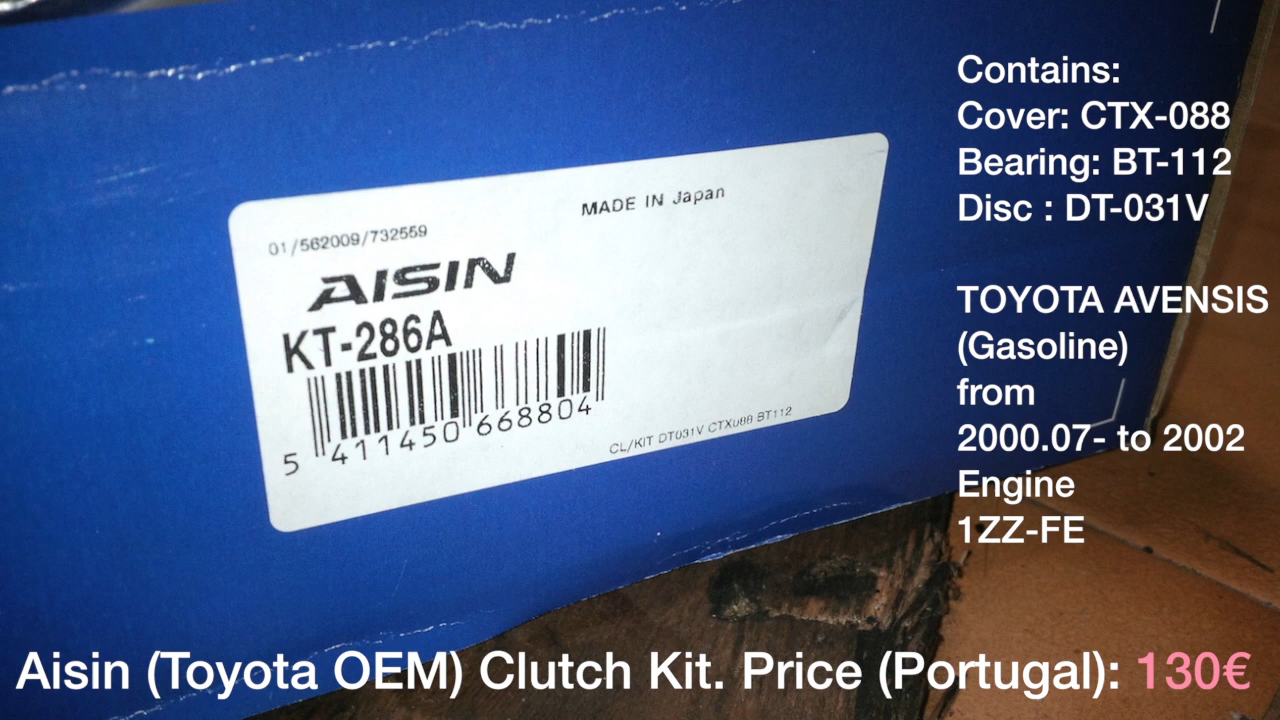 Contains:
Cover: CTX-088
Bearing: BT-112
Disc : DT-031V
TOYOTA AVENSIS
(Gasoline)
from
2000.07- to 2002
Engine
1ZZ-FE
MADE IN Japan
01/562009/732559
AISIN
KT-286A
5 411450 668804
CL/KIT DT031V CTX088 BT112
Aisin (Toyota OEM) Clutch Kit. Price (Portugal): 130€